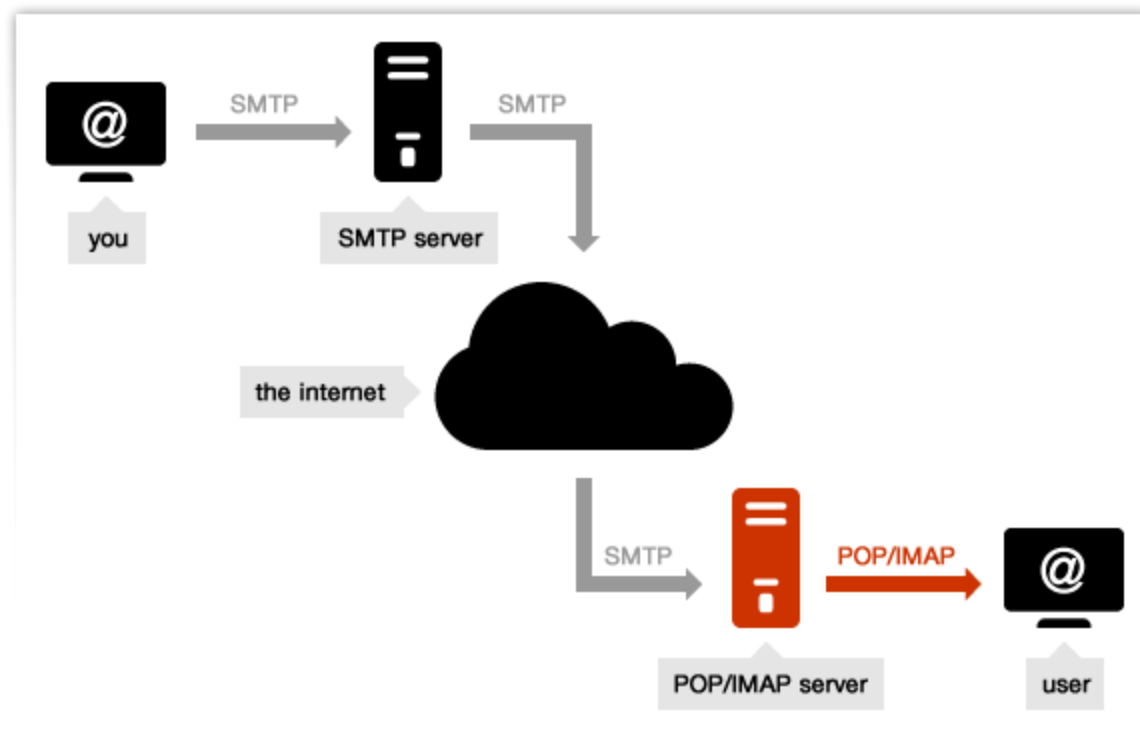 @
SMTP
SMTP
you
SMTP server
the internet
SMTP
POP/IMAP
@
POP/IMAP server
user